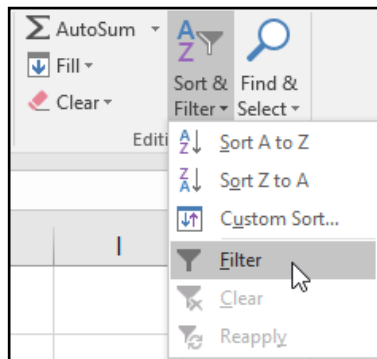 AutoSum
Fill
Clear
Sort &
Filter
Find &
Select
Editi
Sort A to Z
Sort Z to A
Custom Sort...
Filter
Clear
Reapply
I